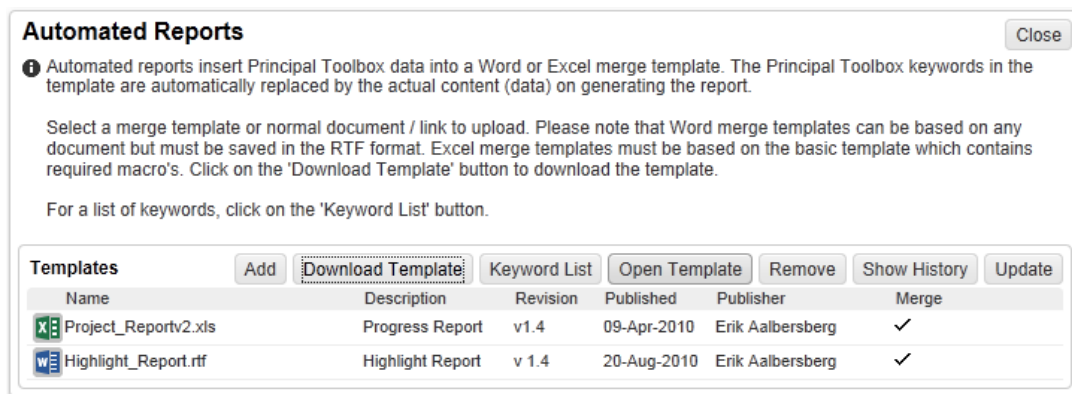 Automated Reports
Close
Automated reports insert Principal Toolbox data into a Word or Excel merge template. The Principal Toolbox keywords in the
template are automatically replaced by the actual content (data) on generating the report.
Select a merge template or normal document / link to upload. Please note that Word merge templates can be based on any
document but must be saved in the RTF format. Excel merge templates must be based on the basic template which contains
required macro's. Click on the 'Download Template' button to download the template.
For a list of keywords, click on the 'Keyword List' button.
Templates Add Download Template Keyword List Open Template Remove Show History Update
Name Description Revision Published Publisher Merge
Project_Reportv2.xls Progress Report v1.4 09-Apr-2010 Erik Aalbersberg
Highlight_Report.rtf Highlight Report v 1.4 20-Aug-2010 Erik Aalbersberg